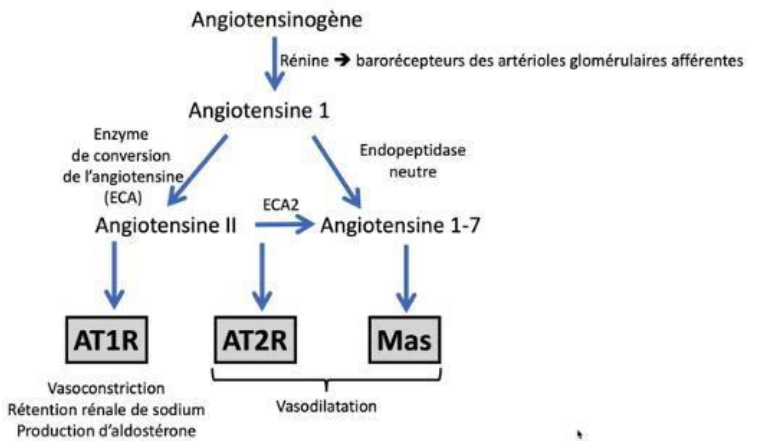 Angiotensinogène
Rénine ➔ barorécepteurs des artérioles glomérulaires afférentes
Angiotensine 1
Enzyme
de conversion
de l'angiotensine
(ECA)
Endopeptidase
neutre
ECA2
Angiotensine II
Angiotensine 1-7
AT1R
AT2R
Mas
Vasoconstriction
Rétention rénale de sodium
Production d'aldostérone
Vasodilatation